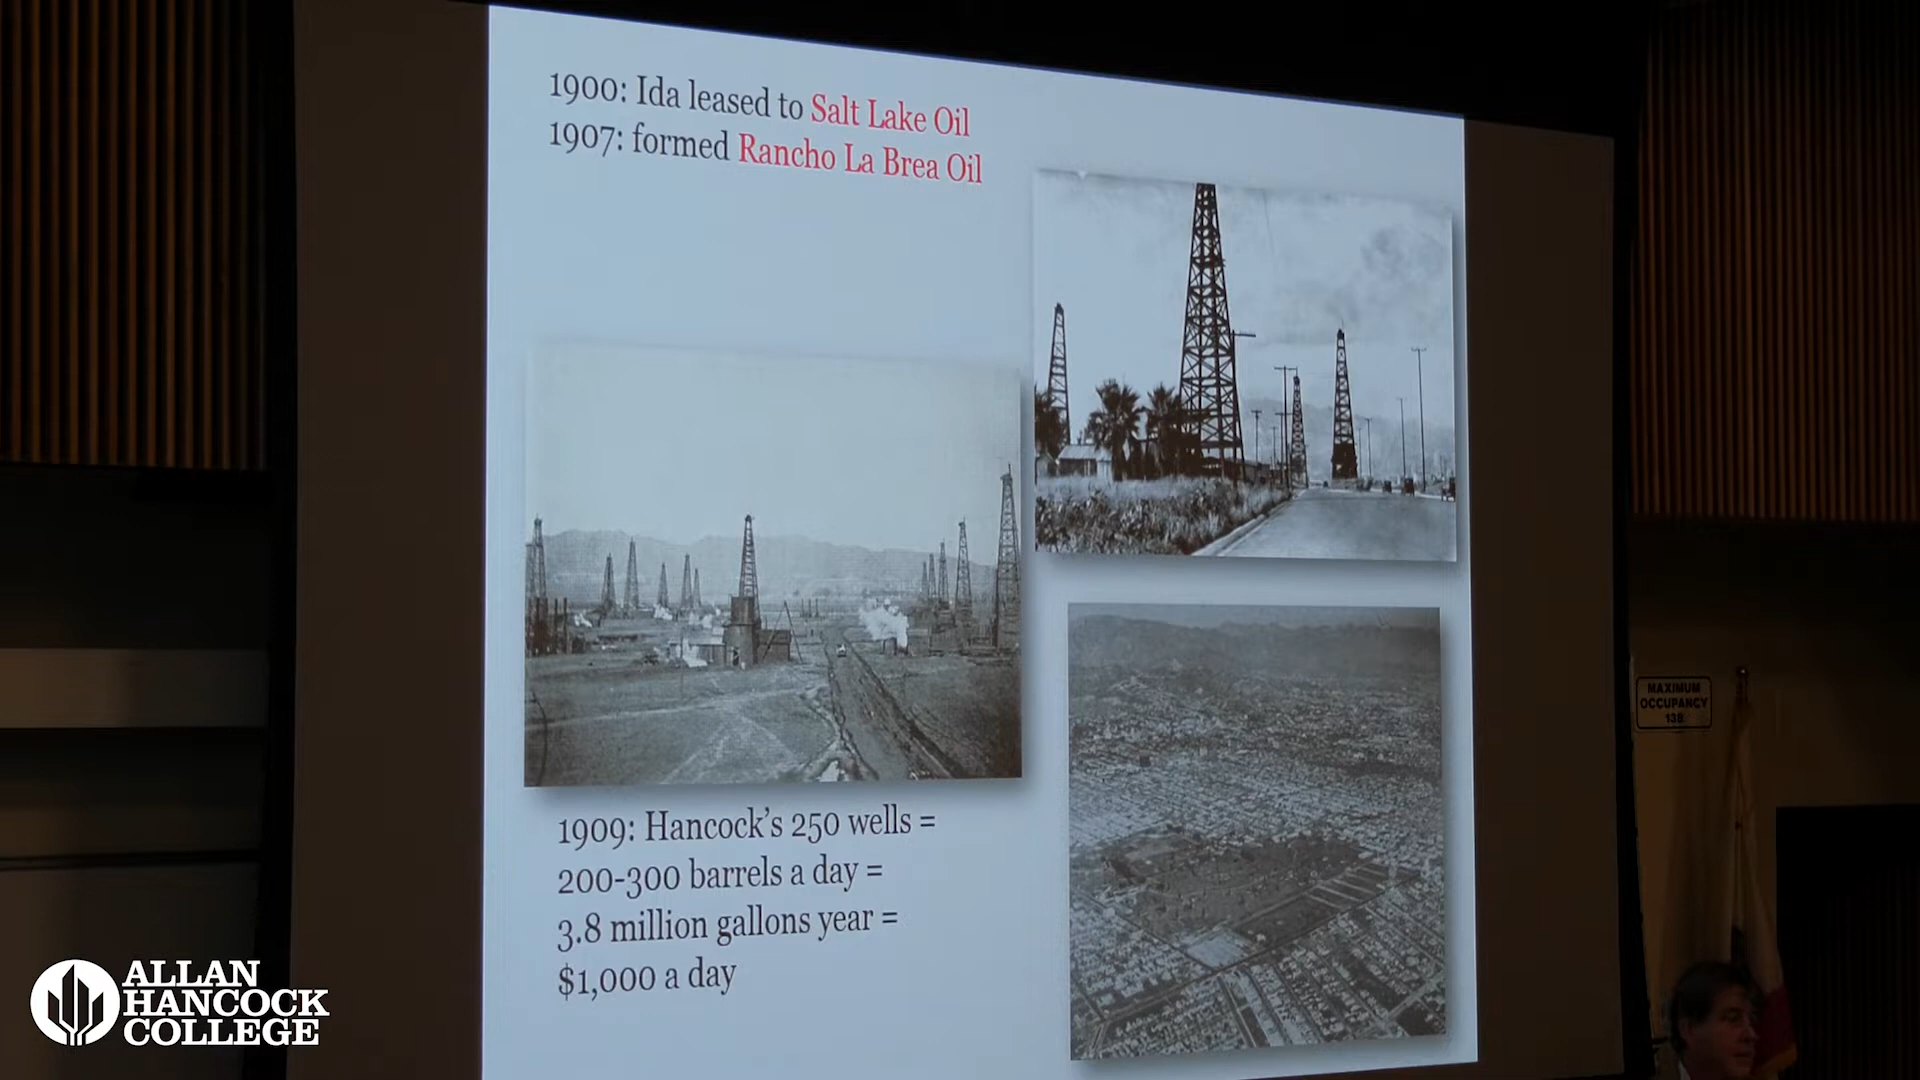 1900: Ida leased to Salt Lake Oil
1907: formed Rancho La Brea Oil
1909: Hancock's 250 wells =
200-300 barrels a day =
3.8 million gallons year =
$1,000 a day
MAXIMUM
OCCUPANCY
138
ALLAN
HANCOCK
COLLEGE